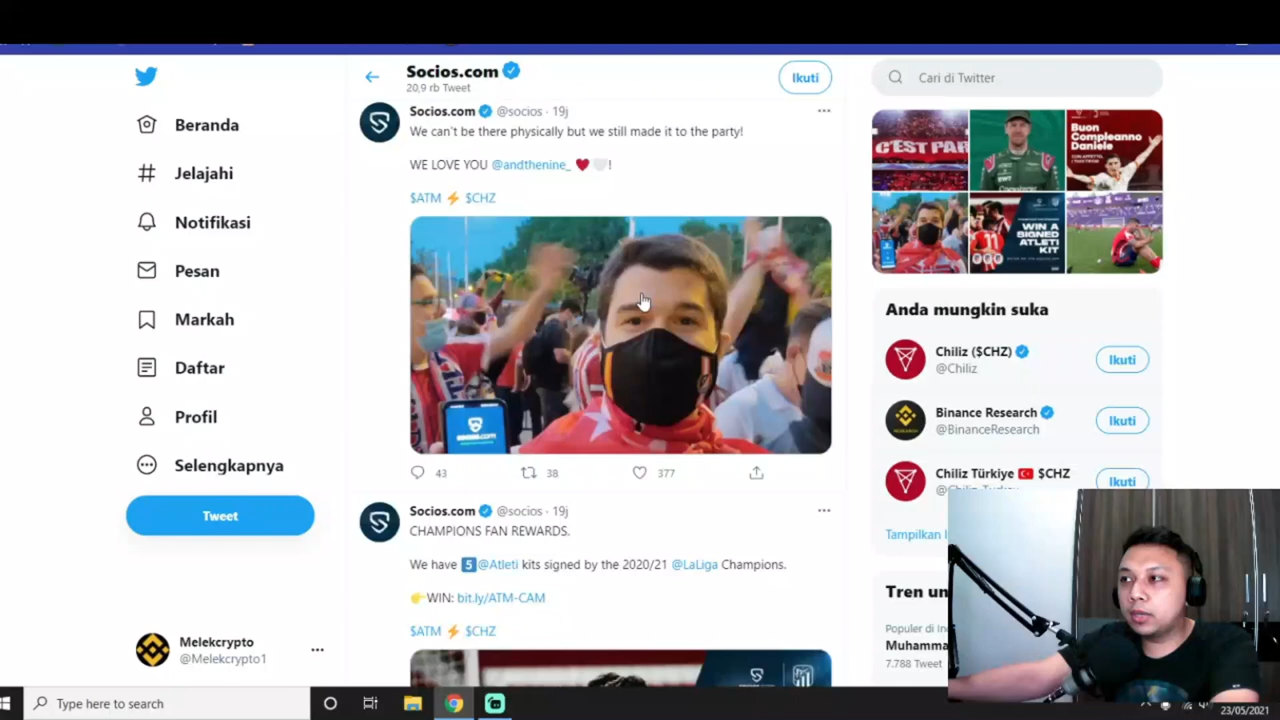 Socios.com
20,9 rb Tweet
Ikuti
Cari di Twitter
Beranda
Jelajahi
Notifikasi
Pesan
Markah
Daftar
Profil
Selengkapnya
Tweet
Melekcrypto
@Melekcrypto1
Socios.com @socios · 19j
We can't be there physically but we still made it to the party!
WE LOVE YOU @andthenine_ ❤️🤍!
$ATM ⚡ $CHZ
socios.com
43 38 377
Socios.com @socios · 19j
CHAMPIONS FAN REWARDS.
We have 5️⃣@Atleti kits signed by the 2020/21 @LaLiga Champions.
👉WIN: bit.ly/ATM-CAM
$ATM ⚡ $CHZ
C'EST PAR
Buon
Compleanno
Daniele
WIN A
SIGNED
ATLETI
KIT
Anda mungkin suka
Chiliz ($CHZ)
@Chiliz
Ikuti
Binance Research
@BinanceResearch
Ikuti
Chiliz Türkiye 🇹🇷 $CHZ
Ikuti
Tampilkan
Tren un
Populer di In
Muhamma
7.788 Tweet
Type here to search
23/05/2021